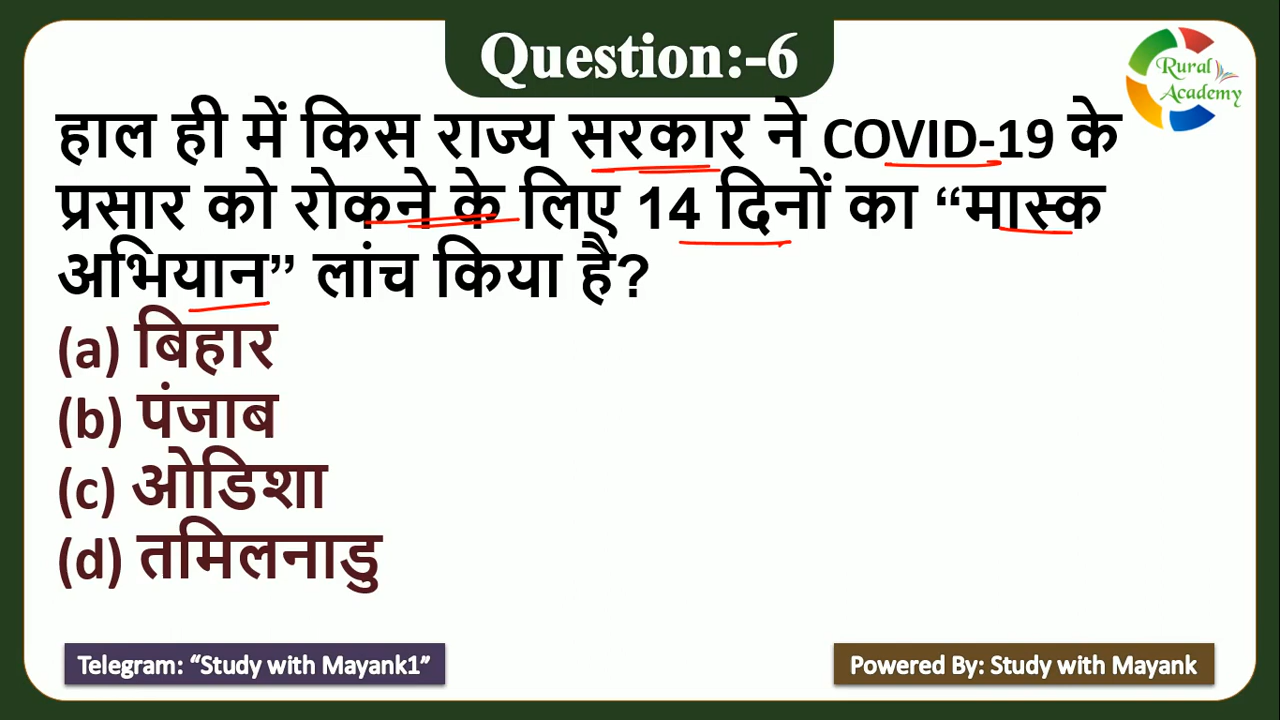 Question:-6
Rural
Academy
हाल ही में किस राज्य सरकार ने COVID-19 के
प्रसार को रोकने के लिए 14 दिनों का “मास्क
अभियान” लांच किया है?
(a) बिहार
(b) पंजाब
(c) ओडिशा
(d) तमिलनाडु
Telegram: “Study with Mayank1”
Powered By: Study with Mayank